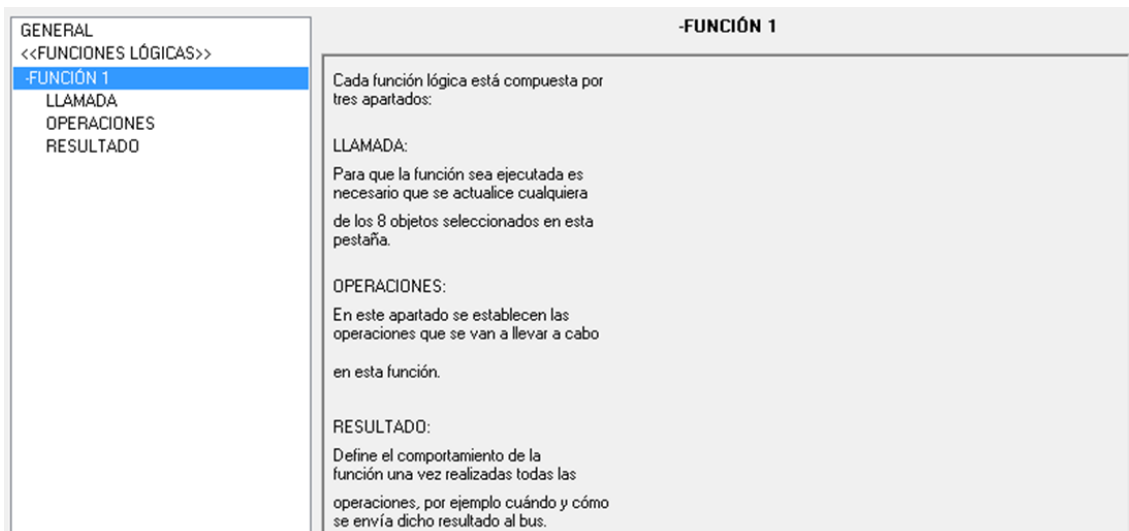 GENERAL
<<FUNCIONES LÓGICAS>>
-FUNCIÓN 1
LLAMADA
OPERACIONES
RESULTADO
-FUNCIÓN 1
Cada función lógica está compuesta por
tres apartados:
LLAMADA:
Para que la función sea ejecutada es
necesario que se actualice cualquiera
de los 8 objetos seleccionados en esta
pestaña.
OPERACIONES:
En este apartado se establecen las
operaciones que se van a llevar a cabo
en esta función.
RESULTADO:
Define el comportamiento de la
función una vez realizadas todas las
operaciones, por ejemplo cuándo y cómo
se envía dicho resultado al bus.